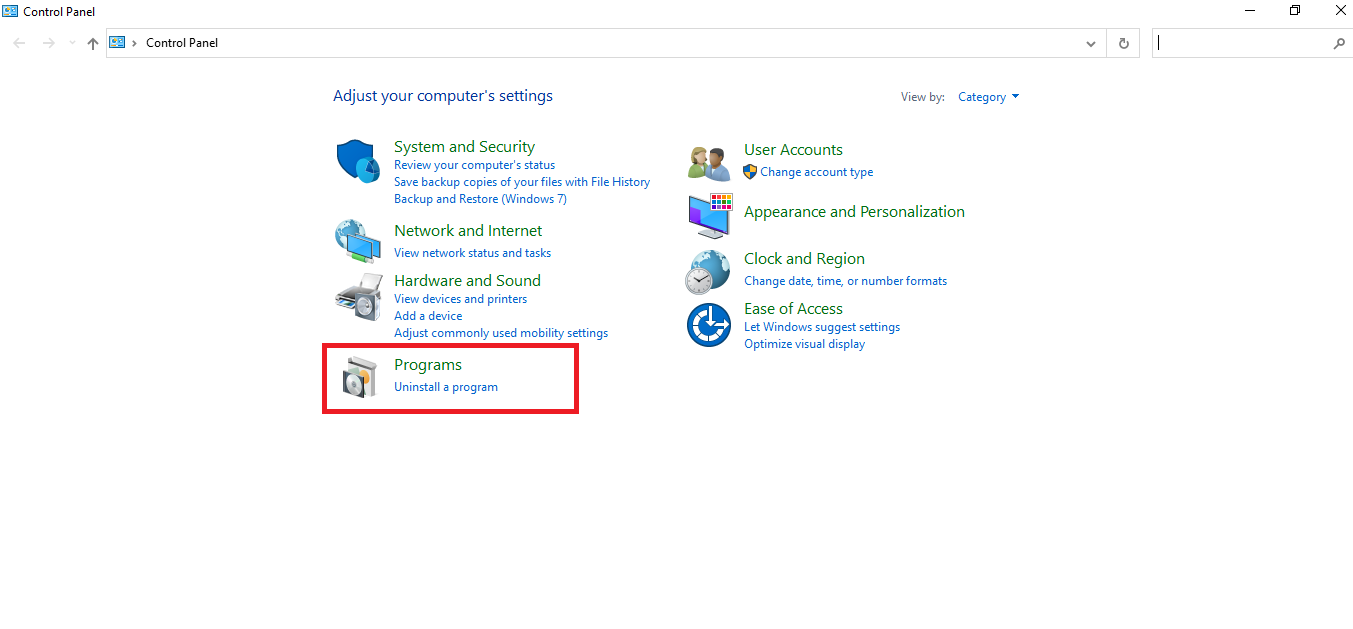 Control Panel
Control Panel
Adjust your computer's settings
View by: Category
System and Security
Review your computer's status
Save backup copies of your files with File History
Backup and Restore (Windows 7)
Network and Internet
View network status and tasks
Hardware and Sound
View devices and printers
Add a device
Adjust commonly used mobility settings
Programs
Uninstall a program
User Accounts
Change account type
Appearance and Personalization
Clock and Region
Change date, time, or number formats
Ease of Access
Let Windows suggest settings
Optimize visual display